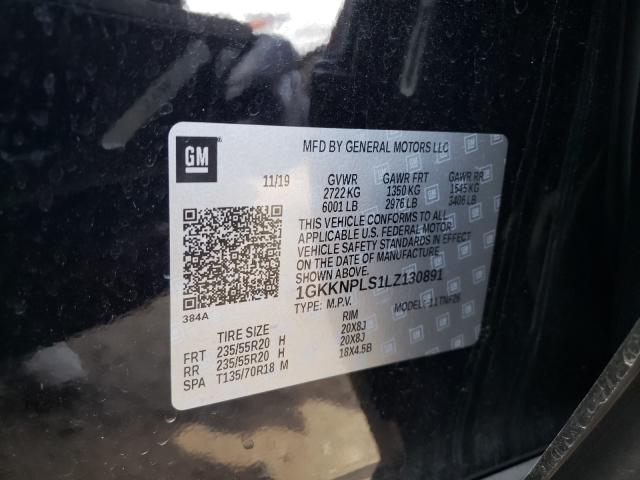 GM
MFD BY GENERAL MOTORS LLC
11/19 GVWR GAWR FRT GAWR RR
2722 KG 1350 KG 1545 KG
6001 LB 2976 LB 3406 LB
THIS VEHICLE CONFORMS TO ALL
APPLICABLE U.S. FEDERAL MOTOR
VEHICLE SAFETY STANDARDS IN EFFECT
ON THE DATE OF MANUFACTURE
SHOWN ABOVE.
1GKKNPLS1LZ130891
TYPE: M.P.V. MODEL: 11TNF26
384A
TIRE SIZE RIM
FRT 235/55R20 H 20X8J
RR 235/55R20 H 20X8J
SPA T135/70R18 M 18X4.5B